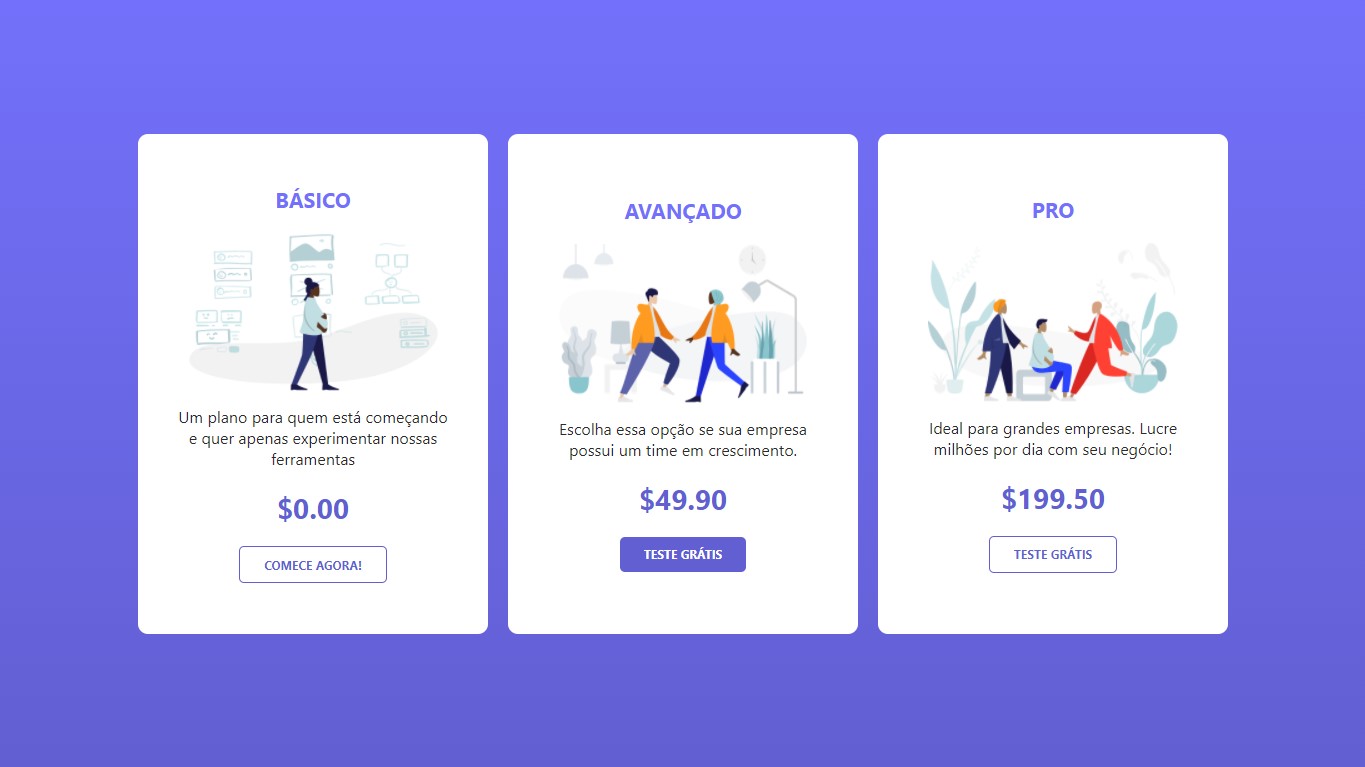 BÁSICO
Um plano para quem está começando
e quer apenas experimentar nossas
ferramentas
$0.00
COMECE AGORA!
AVANÇADO
Escolha essa opção se sua empresa
possui um time em crescimento.
$49.90
TESTE GRÁTIS
PRO
Ideal para grandes empresas. Lucre
milhões por dia com seu negócio!
$199.50
TESTE GRÁTIS